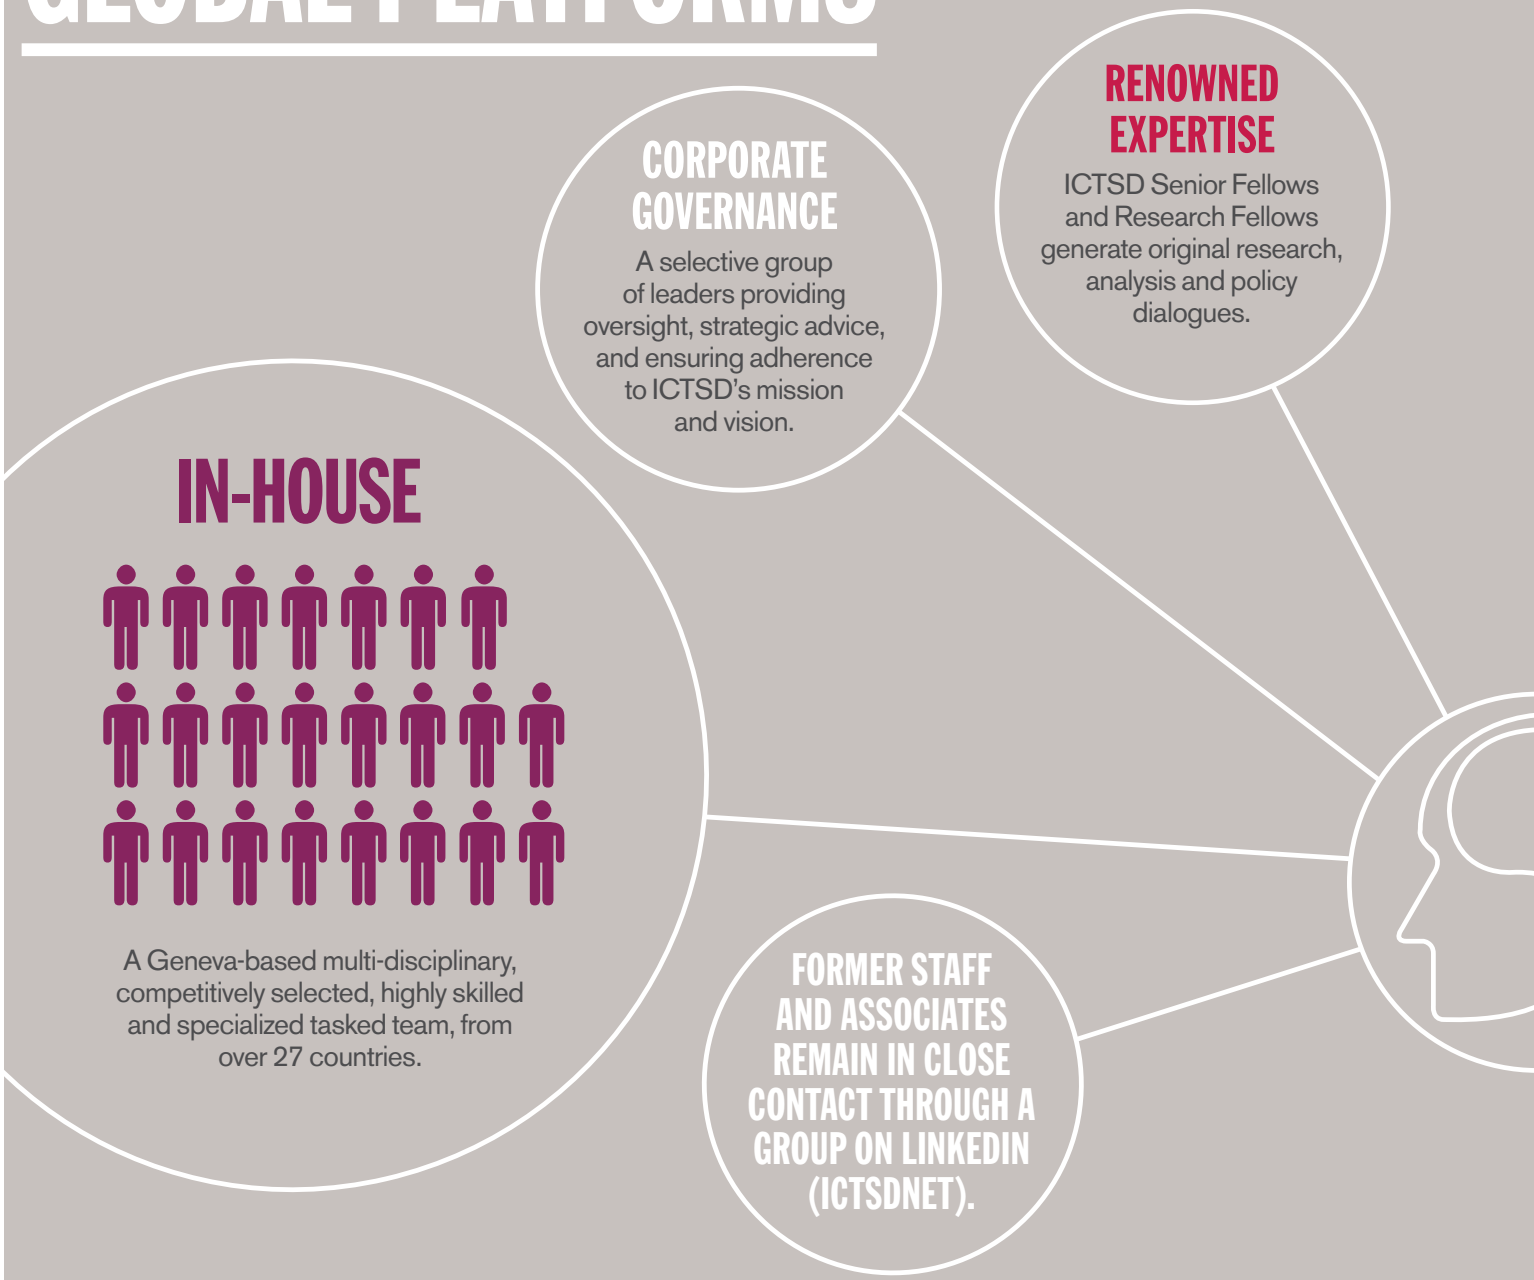 GLOBAL PLATFORMS
RENOWNED
EXPERTISE
ICTSD Senior Fellows
and Research Fellows
generate original research,
analysis and policy
dialogues.
CORPORATE
GOVERNANCE
A selective group
of leaders providing
oversight, strategic advice,
and ensuring adherence
to ICTSD’s mission
and vision.
IN-HOUSE
A Geneva-based multi-disciplinary,
competitively selected, highly skilled
and specialized tasked team, from
over 27 countries.
FORMER STAFF
AND ASSOCIATES
REMAIN IN CLOSE
CONTACT THROUGH A
GROUP ON LINKEDIN
(ICTSDNET).